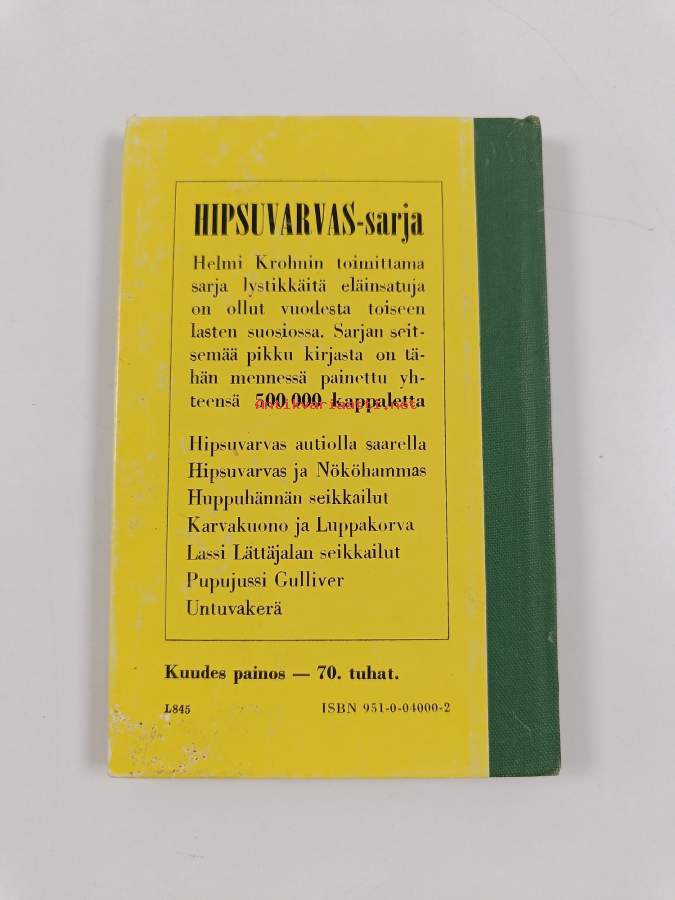 HIPSUVARVAS-sarja
Helmi Krohnin toimittama
sarja lystikkäitä eläinsatuja
on ollut vuodesta toiseen
lasten suosiossa. Sarjan seit-
semää pikku kirjasta on tä-
hän mennessä painettu yh-
teensä 500 000 kappaletta
Antikvariaatti.net
Hipsuvarvas autiolla saarella
Hipsuvarvas ja Nököhammas
Huppuhännän seikkailut
Karvakuono ja Luppakorva
Lassi Lättäjalan seikkailut
Pupujussi Gulliver
Untuvakerä
Kuudes painos — 70. tuhat.
L845 ISBN 951-0-04000-2